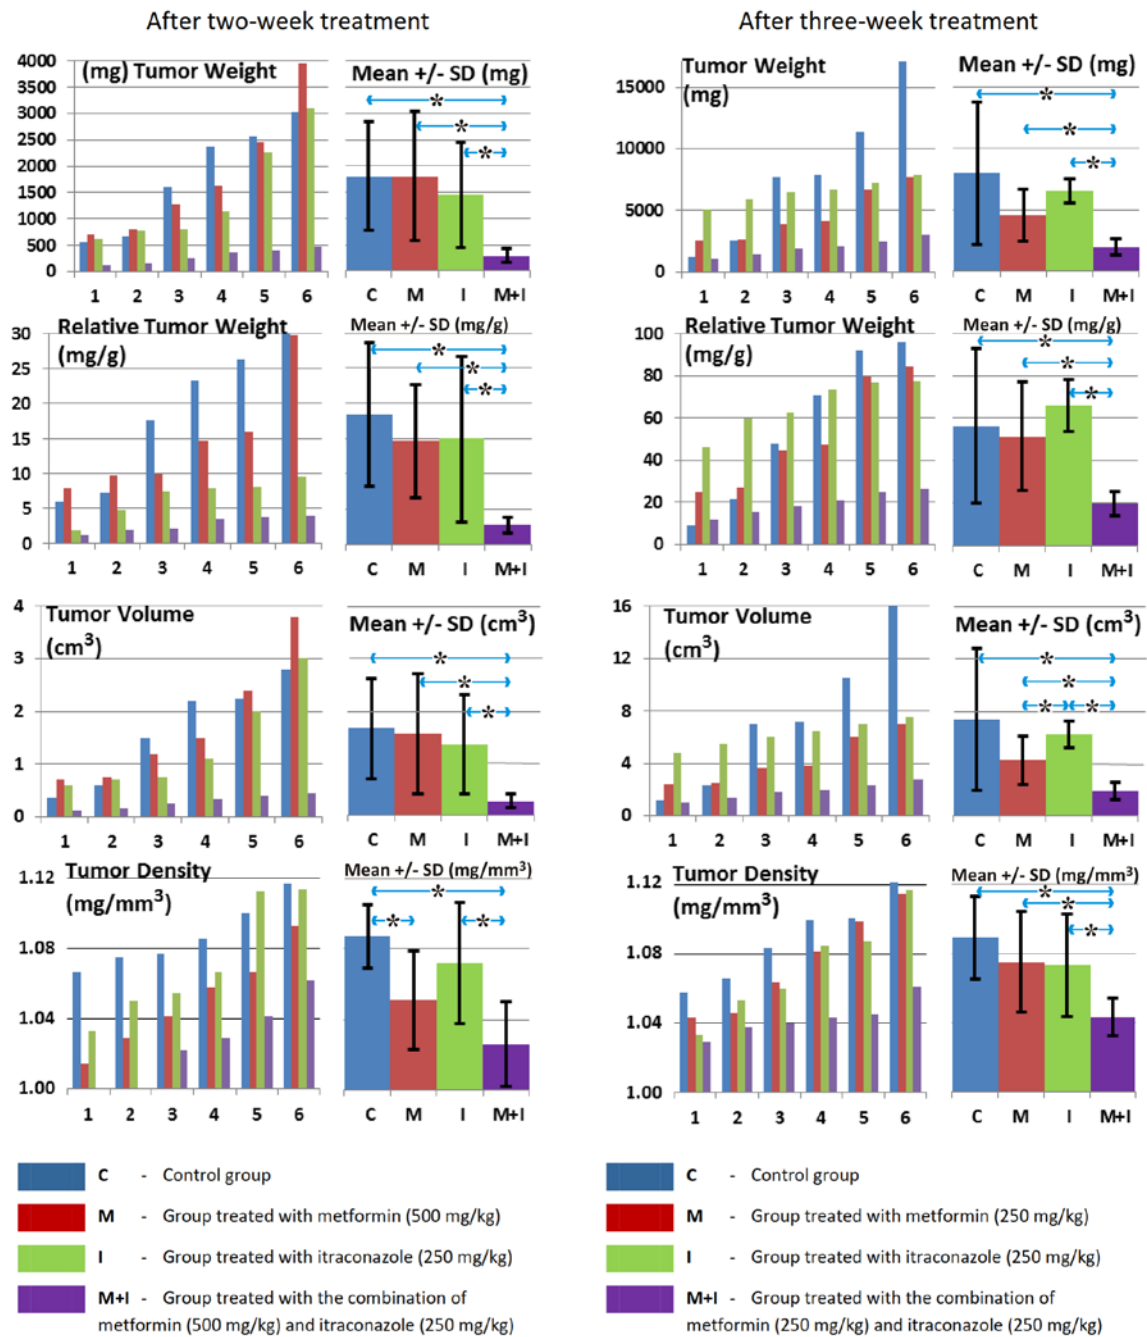 After two-week treatment
After three-week treatment
(mg) Tumor Weight
Mean +/- SD (mg)
4000
3500
3000
2500
2000
1500
1000
500
0
1 2 3 4 5 6
* * *
C M I M+I
Tumor Weight
(mg)
Mean +/- SD (mg)
15000
10000
5000
0
1 2 3 4 5 6
* * *
C M I M+I
Relative Tumor Weight
(mg/g)
Mean +/- SD (mg/g)
30
25
20
15
10
5
0
1 2 3 4 5 6
* * *
C M I M+I
Relative Tumor Weight
(mg/g)
Mean +/- SD (mg/g)
100
80
60
40
20
0
1 2 3 4 5 6
* * *
C M I M+I
Tumor Volume
(cm³)
Mean +/- SD (cm³)
4
3
2
1
0
1 2 3 4 5 6
* * *
C M I M+I
Tumor Volume
(cm³)
Mean +/- SD (cm³)
16
12
8
4
0
1 2 3 4 5 6
* * * *
C M I M+I
Tumor Density
(mg/mm³)
Mean +/- SD (mg/mm³)
1.12
1.08
1.04
1.00
1 2 3 4 5 6
* * *
C M I M+I
Tumor Density
(mg/mm³)
Mean +/- SD (mg/mm³)
1.12
1.08
1.04
1.00
1 2 3 4 5 6
* * *
C M I M+I
C - Control group
M - Group treated with metformin (500 mg/kg)
I - Group treated with itraconazole (250 mg/kg)
M+I - Group treated with the combination of
metformin (500 mg/kg) and itraconazole (250 mg/kg)
C - Control group
M - Group treated with metformin (250 mg/kg)
I - Group treated with itraconazole (250 mg/kg)
M+I - Group treated with the combination of
metformin (250 mg/kg) and itraconazole (250 mg/kg)